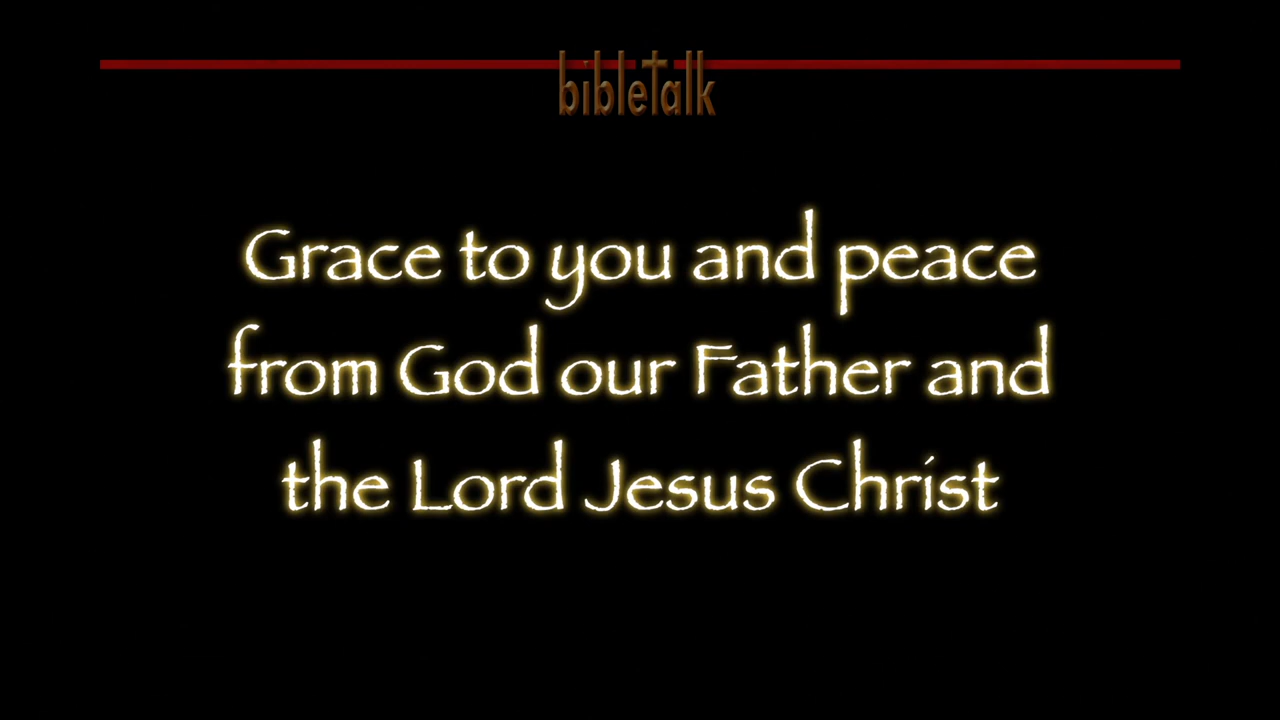 bibleTalk
Grace to you and peace
from God our Father and
the Lord Jesus Christ